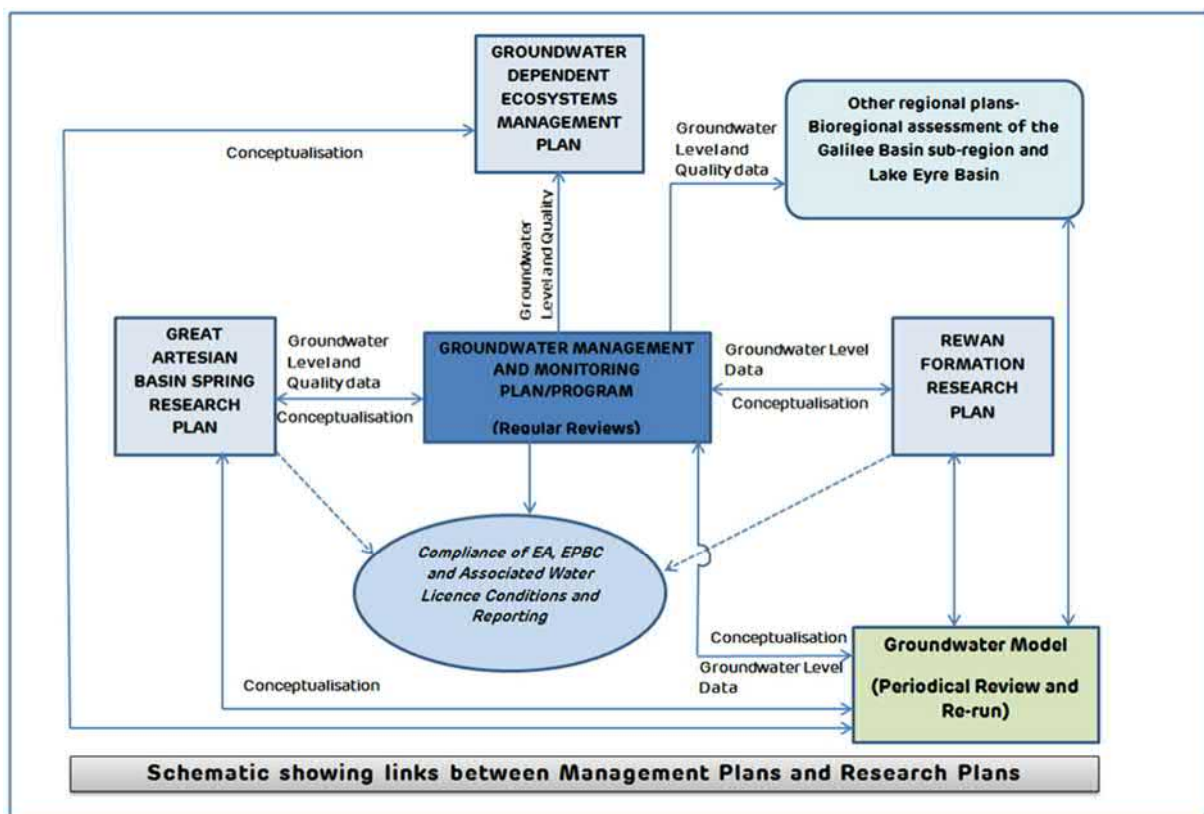 GROUNDWATER
DEPENDENT
ECOSYSTEMS
MANAGEMENT
PLAN
Other regional plans-
Bioregional assessment of the
Galilee Basin sub-region and
Lake Eyre Basin
Groundwater
Level and
Quality data
Conceptualisation
Groundwater
Level and Quality
GREAT
ARTESIAN
BASIN SPRING
RESEARCH
PLAN
Groundwater
Level and
Quality data
Conceptualisation
GROUNDWATER MANAGEMENT
AND MONITORING
PLAN/PROGRAM
(Regular Reviews)
Groundwater Level
Data
Conceptualisation
REWAN
FORMATION
RESEARCH
PLAN
Compliance of EA, EPBC
and Associated Water
Licence Conditions and
Reporting
Conceptualisation
Groundwater Level
Data
Conceptualisation
Groundwater Model
(Periodical Review and
Re-run)
Schematic showing links between Management Plans and Research Plans